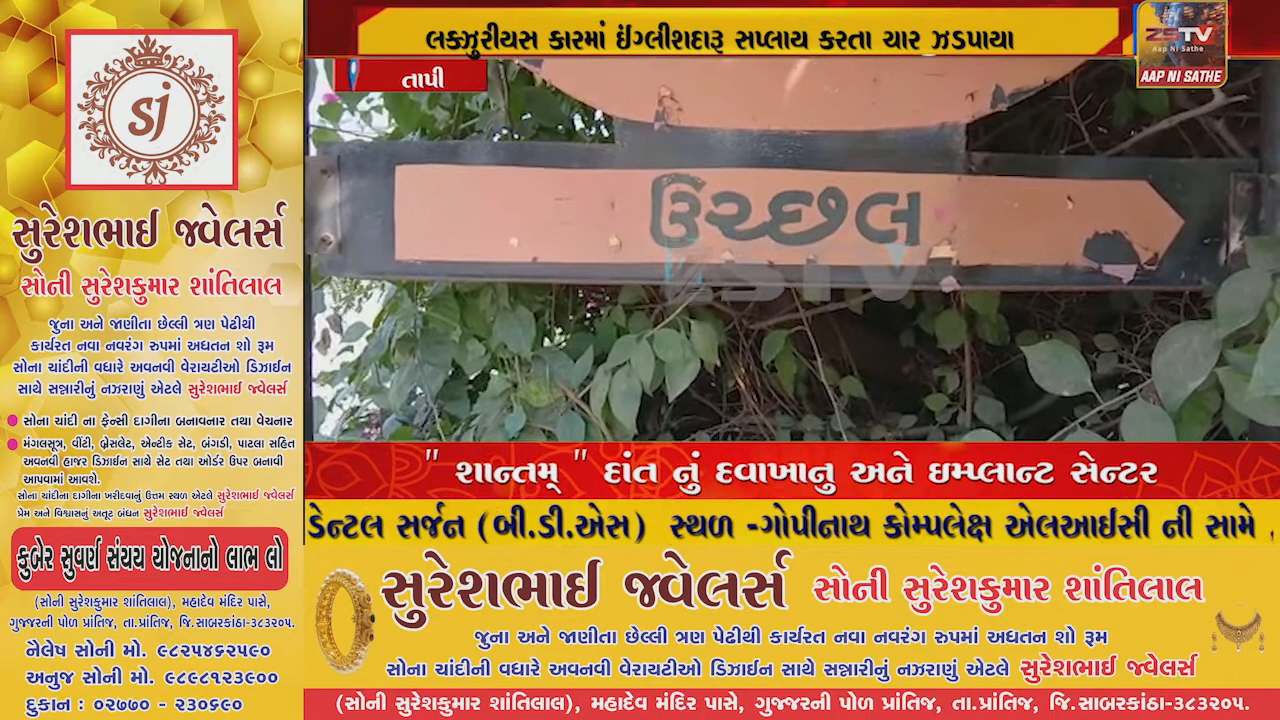 લક્ઝુરીયસ કારમાં ઈંગ્લીશદારૂ સપ્લાય કરતા ચાર ઝડપાયા
તાપી
ZSTV
Aap Ni Sathe
AAP NI SATHE
sj
સુરેશભાઈ જ્વેલર્સ
સોની સુરેશકુમાર શાંતિલાલ
જુના અને જાણીતા છેલ્લી ત્રણ પેઢીથી
કાર્યરત નવા નવરંગ રુપમાં અધતન શો રૂમ
સોના ચાંદીની વધારે અવનવી વેરાયટીઓ ડિઝાઈન
સાથે સન્નારીનું નઝરાણું એટલે સુરેશભાઈ જ્વેલર્સ
સોના ચાંદી ના ફેન્સી દાગીના બનાવનાર તથા વેચનાર
મંગલસૂત્ર, વીંટી, બ્રેસલેટ, એન્ટીક સેટ, બંગડી, પાટલા સહિત
અવનવી હાજર ડિઝાઈન સાથે સેટ તથા ઓર્ડર ઉપર બનાવી
આપવામાં આવશે.
સોના ચાંદીના દાગીના ખરીદવાનું ઉત્તમ સ્થળ એટલે સુરેશભાઈ જ્વેલર્સ
પ્રેમ અને વિશ્વાસનું અતૂટ બંધન સુરેશભાઈ જ્વેલર્સ
કુબેર સુવર્ણ સંચય યોજનાનો લાભ લો
(સોની સુરેશકુમાર શાંતિલાલ), મહાદેવ મંદિર પાસે,
ગુજ્જરની પોળ પ્રાંતિજ, તા.પ્રાંતિજ, જિ.સાબરકાંઠા-૩૮૩૨૦૫.
નૈલેષ સોની મો. ૯૮૨૫૪૬૨૫૯૦
અનુજ સોની મો. ૯૮૯૮૧૨૩૯૦૦
દુકાન : ૦૨૭૭૦ - ૨૩૦૬૯૦
ઉચ્છલ
ZSTV
" શાન્તમ્ " દાંત નું દવાખાનુ અને ઇમ્પ્લાન્ટ સેન્ટર
ડેન્ટલ સર્જન (બી.ડી.એસ) સ્થળ -ગોપીનાથ કોમ્પલેક્ષ એલઆઈસી ની સામે .
સુરેશભાઈ જ્વેલર્સ સોની સુરેશકુમાર શાંતિલાલ
જુના અને જાણીતા છેલ્લી ત્રણ પેઢીથી કાર્યરત નવા નવરંગ રુપમાં અધતન શો રૂમ
સોના ચાંદીની વધારે અવનવી વેરાયટીઓ ડિઝાઈન સાથે સન્નારીનું નઝરાણું એટલે સુરેશભાઈ જ્વેલર્સ
(સોની સુરેશકુમાર શાંતિલાલ), મહાદેવ મંદિર પાસે, ગુજ્જરની પોળ પ્રાંતિજ, તા.પ્રાંતિજ, જિ.સાબરકાંઠા-૩૮૩૨૦૫.